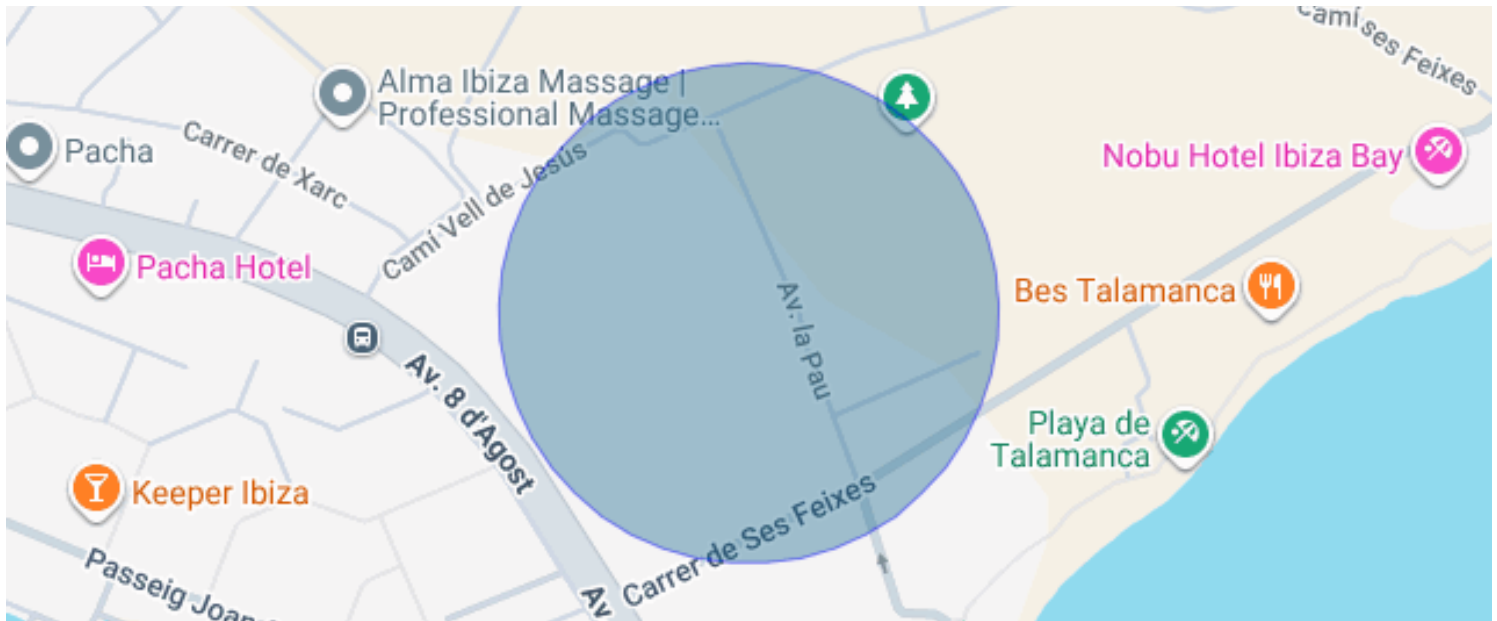 Camí ses Feixes
Alma Ibiza Massage |
Professional Massage...
Pacha
Carrer de Xarc
Camí Vell de Jesús
Nobu Hotel Ibiza Bay
Pacha Hotel
Bes Talamanca
Av. la Pau
Av. 8 d'Agost
Playa de
Talamanca
Keeper Ibiza
Carrer de Ses Feixes
Av
Passeig Joan